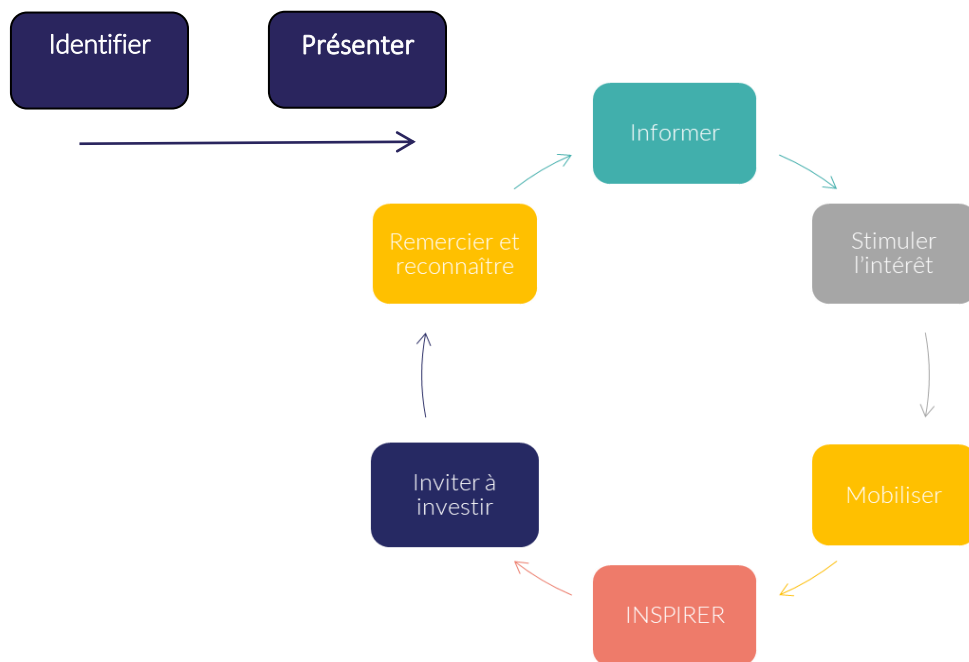 Identifier
Présenter
Informer
Stimuler
l'intérêt
Mobiliser
INSPIRER
Inviter à
investir
Remercier et
reconnaître